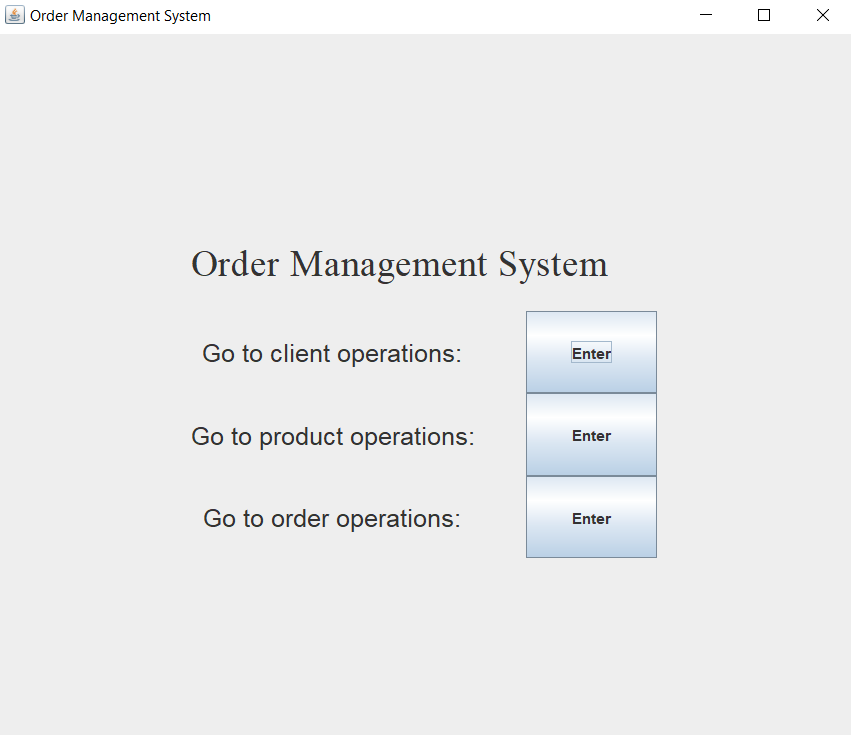 Order Management System
Order Management System
Go to client operations:
Enter
Go to product operations:
Enter
Go to order operations:
Enter